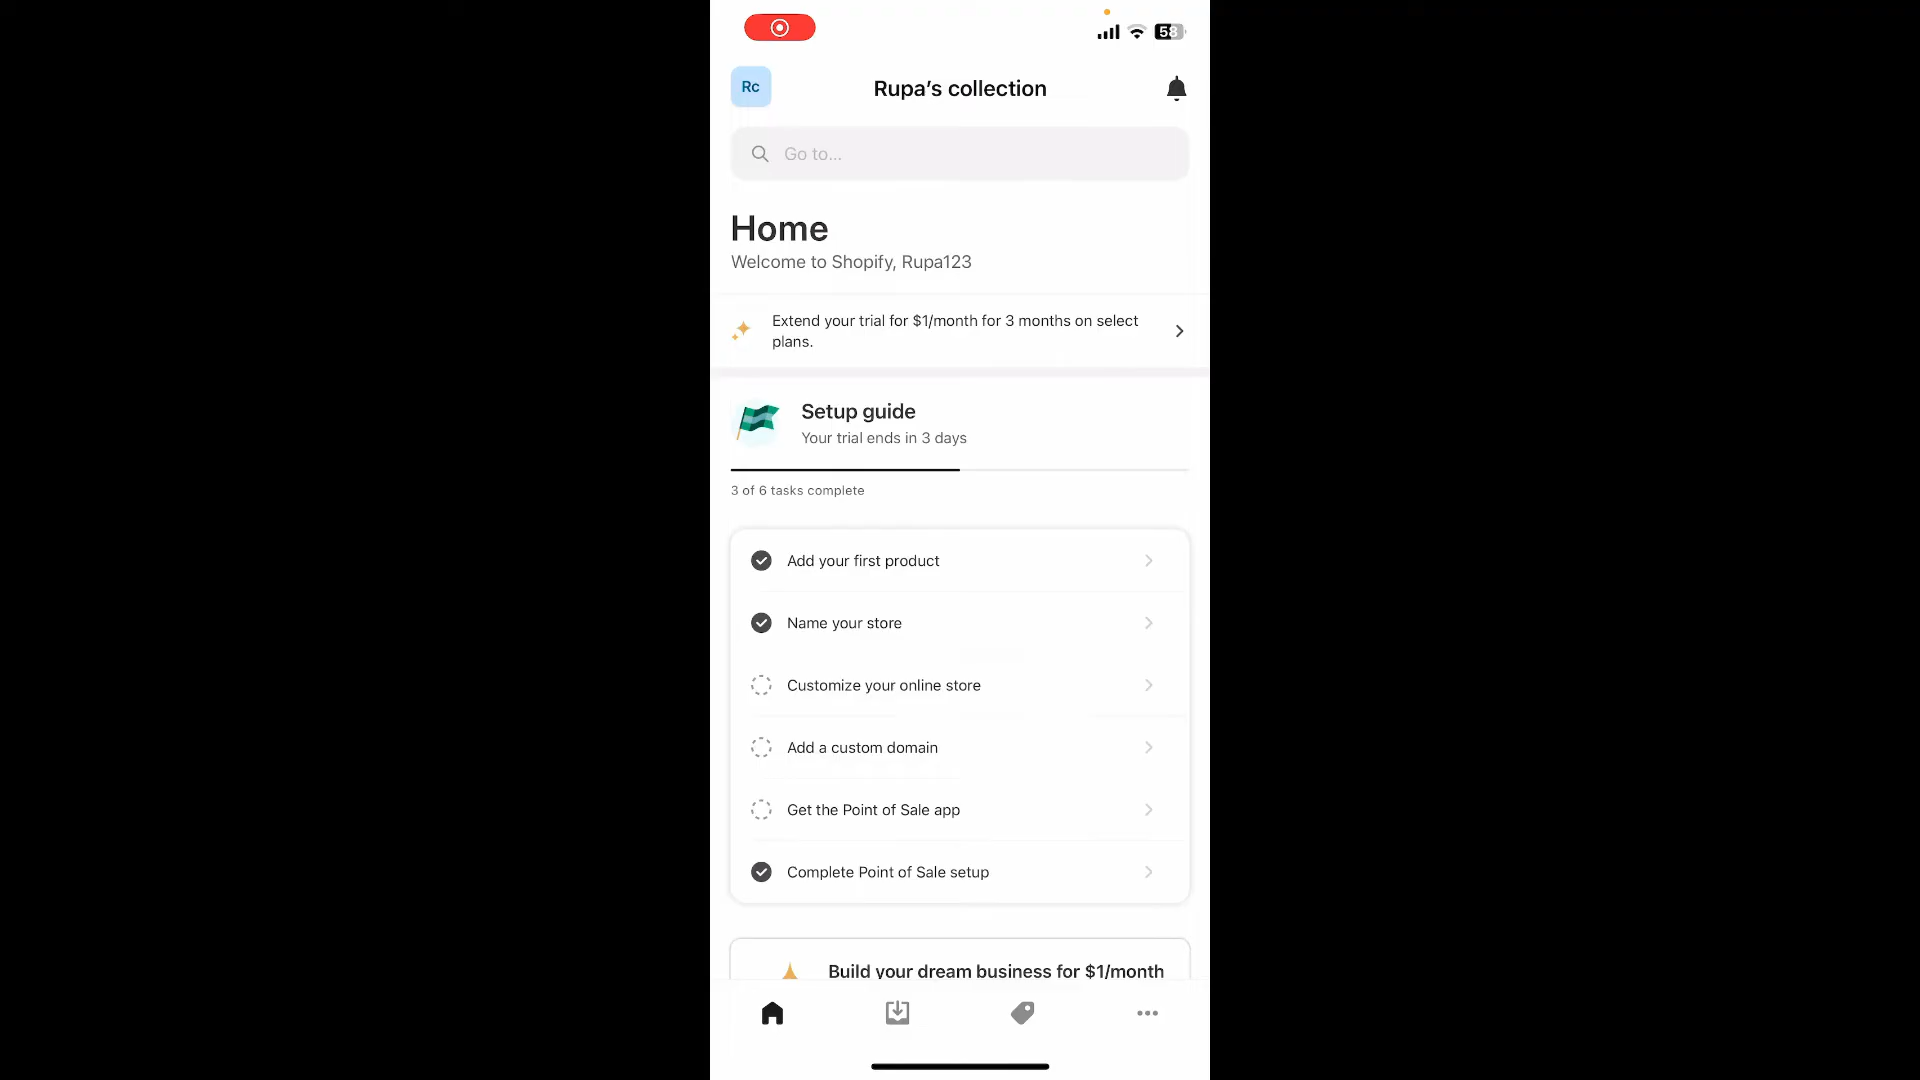 58
Rc
Rupa’s collection
Go to...
Home
Welcome to Shopify, Rupa123
Extend your trial for $1/month for 3 months on select
plans.
Setup guide
Your trial ends in 3 days
3 of 6 tasks complete
Add your first product
Name your store
Customize your online store
Add a custom domain
Get the Point of Sale app
Complete Point of Sale setup
Build your dream business for $1/month